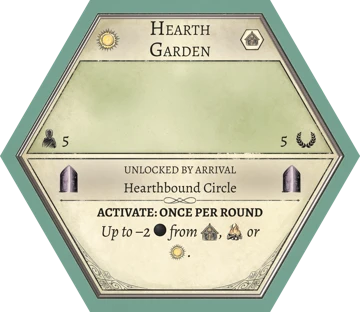 HEARTH
GARDEN
5 5
UNLOCKED BY ARRIVAL
Hearthbound Circle
ACTIVATE: ONCE PER ROUND
Up to −2 from , or
.